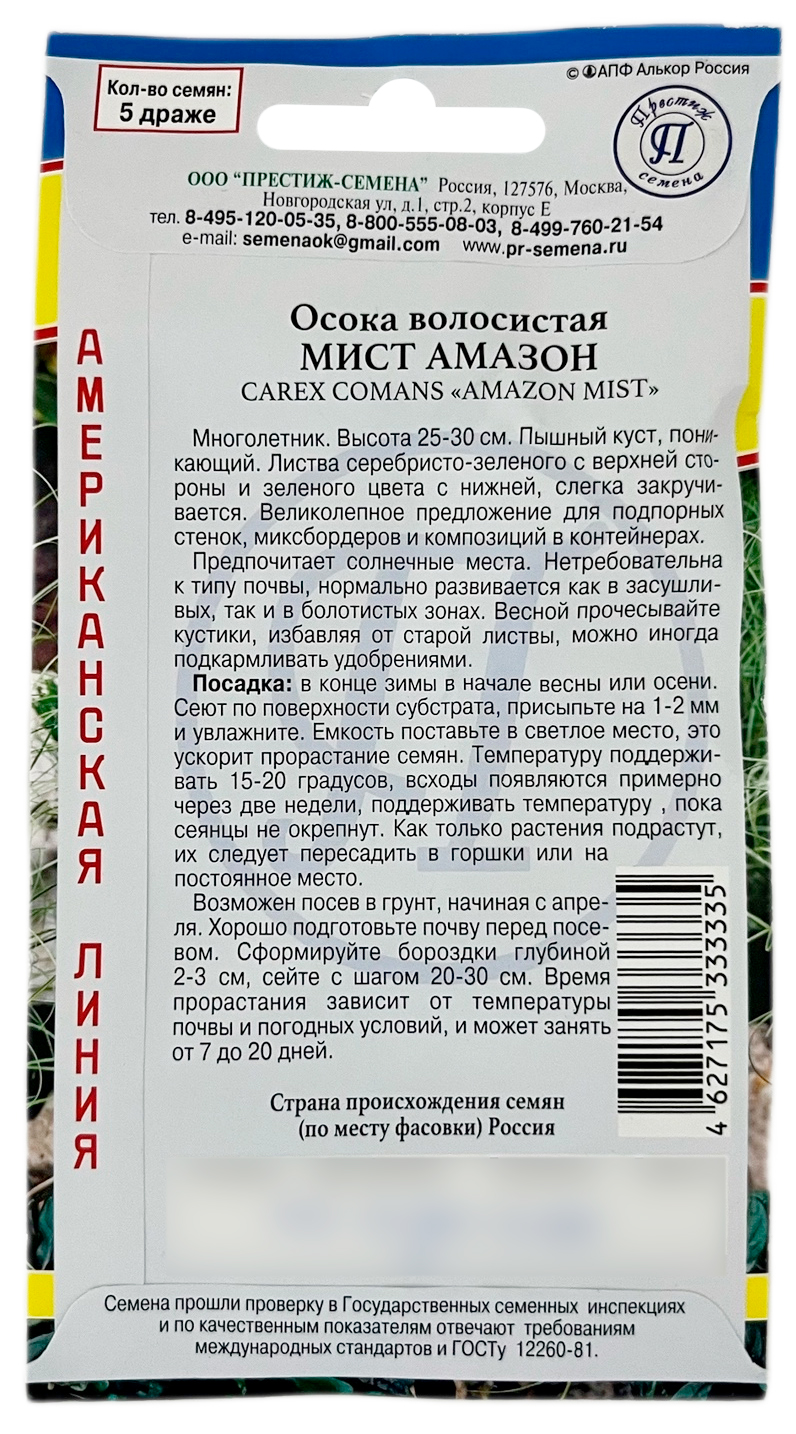 Кол-во семян:
5 драже
© АПФ Алькор Россия
Престиж
П
семена
ООО “ПРЕСТИЖ-СЕМЕНА” Россия, 127576, Москва,
Новгородская ул, д.1, стр.2, корпус Е
тел. 8-495-120-05-35, 8-800-555-08-03, 8-499-760-21-54
e-mail: semenaok@gmail.com www.pr-semena.ru
АМЕРИКАНСКАЯ ЛИНИЯ
Осока волосистая
МИСТ АМАЗОН
CAREX COMANS «AMAZON MIST»
Многолетник. Высота 25-30 см. Пышный куст, пони-
кающий. Листва серебристо-зеленого с верхней сто-
роны и зеленого цвета с нижней, слегка закручи-
вается. Великолепное предложение для подпорных
стенок, миксбордеров и композиций в контейнерах.
Предпочитает солнечные места. Нетребовательна
к типу почвы, нормально развивается как в засушли-
вых, так и в болотистых зонах. Весной прочесывайте
кустики, избавляя от старой листвы, можно иногда
подкармливать удобрениями.
Посадка: в конце зимы в начале весны или осени.
Сеют по поверхности субстрата, присыпьте на 1-2 мм
и увлажните. Емкость поставьте в светлое место, это
ускорит прорастание семян. Температуру поддержи-
вать 15-20 градусов, всходы появляются примерно
через две недели, поддерживать температуру , пока
сеянцы не окрепнут. Как только растения подрастут,
их следует пересадить в горшки или на
постоянное место.
Возможен посев в грунт, начиная с апре-
ля. Хорошо подготовьте почву перед посе-
вом. Сформируйте бороздки глубиной
2-3 см, сейте с шагом 20-30 см. Время
прорастания зависит от температуры
почвы и погодных условий, и может занять
от 7 до 20 дней.
4 627175 333335
Страна происхождения семян
(по месту фасовки) Россия
Семена прошли проверку в Государственных семенных инспекциях
и по качественным показателям отвечают требованиям
международных стандартов и ГОСТу 12260-81.